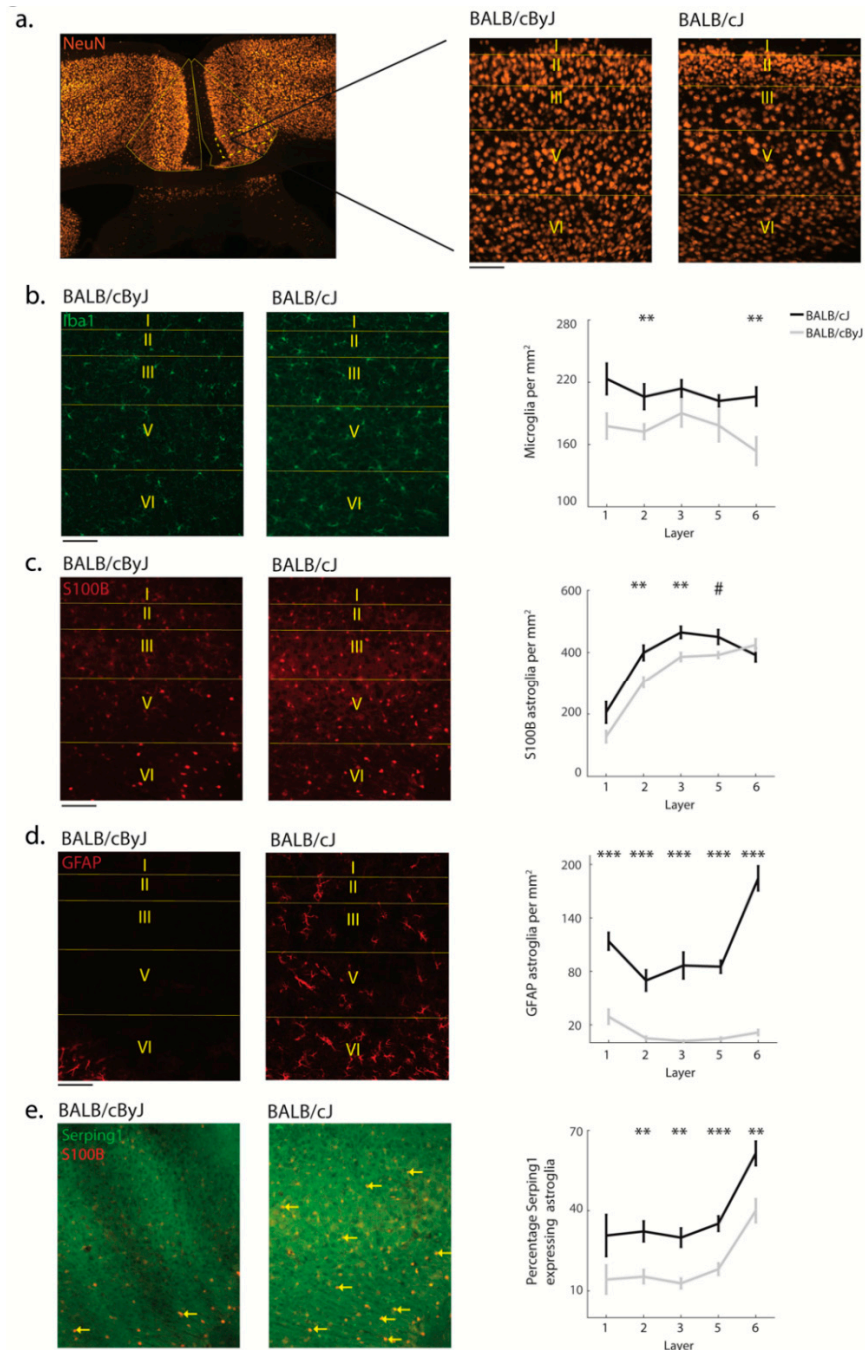 a.
NeuN
BALB/cByJ
BALB/cJ
I
II
III
V
VI
I
II
III
V
VI
b.
BALB/cByJ
BALB/cJ
Iba1
I
II
III
V
VI
I
II
III
V
VI
280
220
160
100
Microglia per mm²
** **
1 2 3 5 6
Layer
BALB/cJ
BALB/cByJ
c.
BALB/cByJ
BALB/cJ
S100B
I
II
III
V
VI
I
II
III
V
VI
600
400
200
0
S100B astroglia per mm²
** ** #
1 2 3 5 6
Layer
d.
BALB/cByJ
BALB/cJ
GFAP
I
II
III
V
VI
I
II
III
V
VI
*** *** *** *** ***
200
140
80
20
GFAP astroglia per mm²
1 2 3 5 6
Layer
e.
BALB/cByJ
BALB/cJ
Serping1
S100B
70
40
10
Percentage Serping1
expressing astroglia
** ** *** **
1 2 3 5 6
Layer